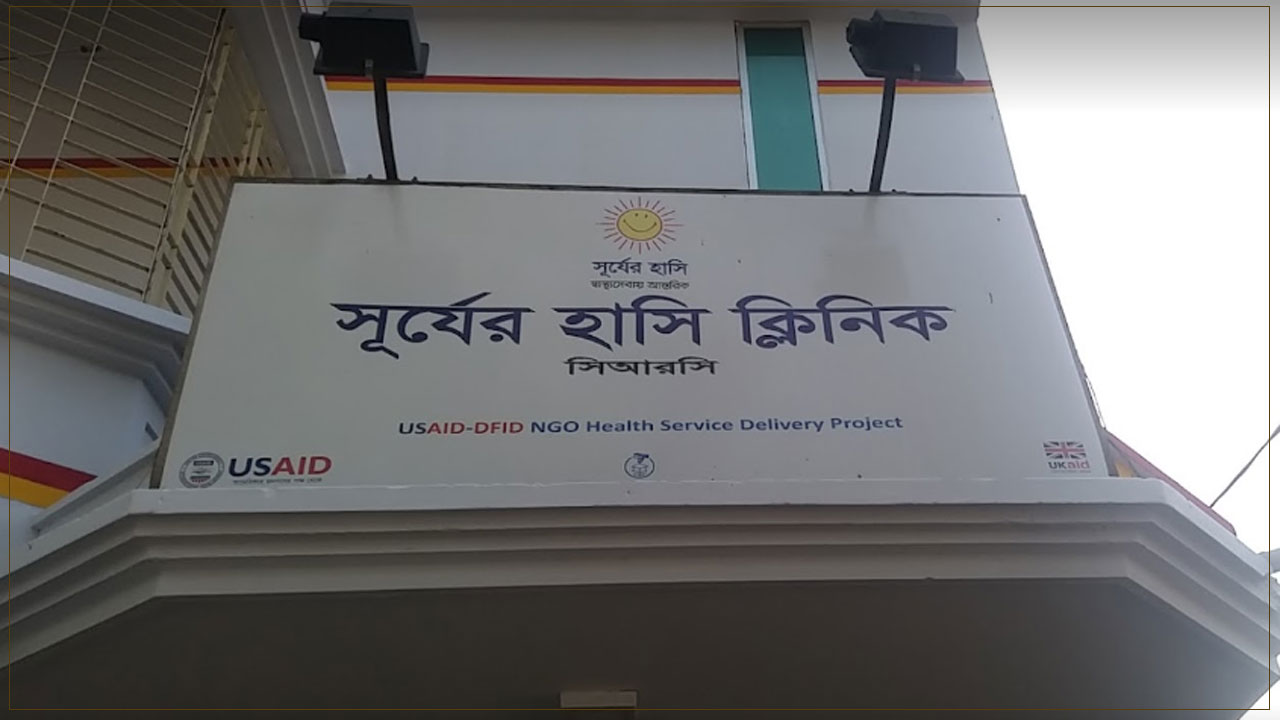 সূর্যের হাসি
স্বাস্থ্যসেবায় আন্তরিক
সূর্যের হাসি ক্লিনিক
সিআরসি
USAID-DFID NGO Health Service Delivery Project
USAID
UKaid